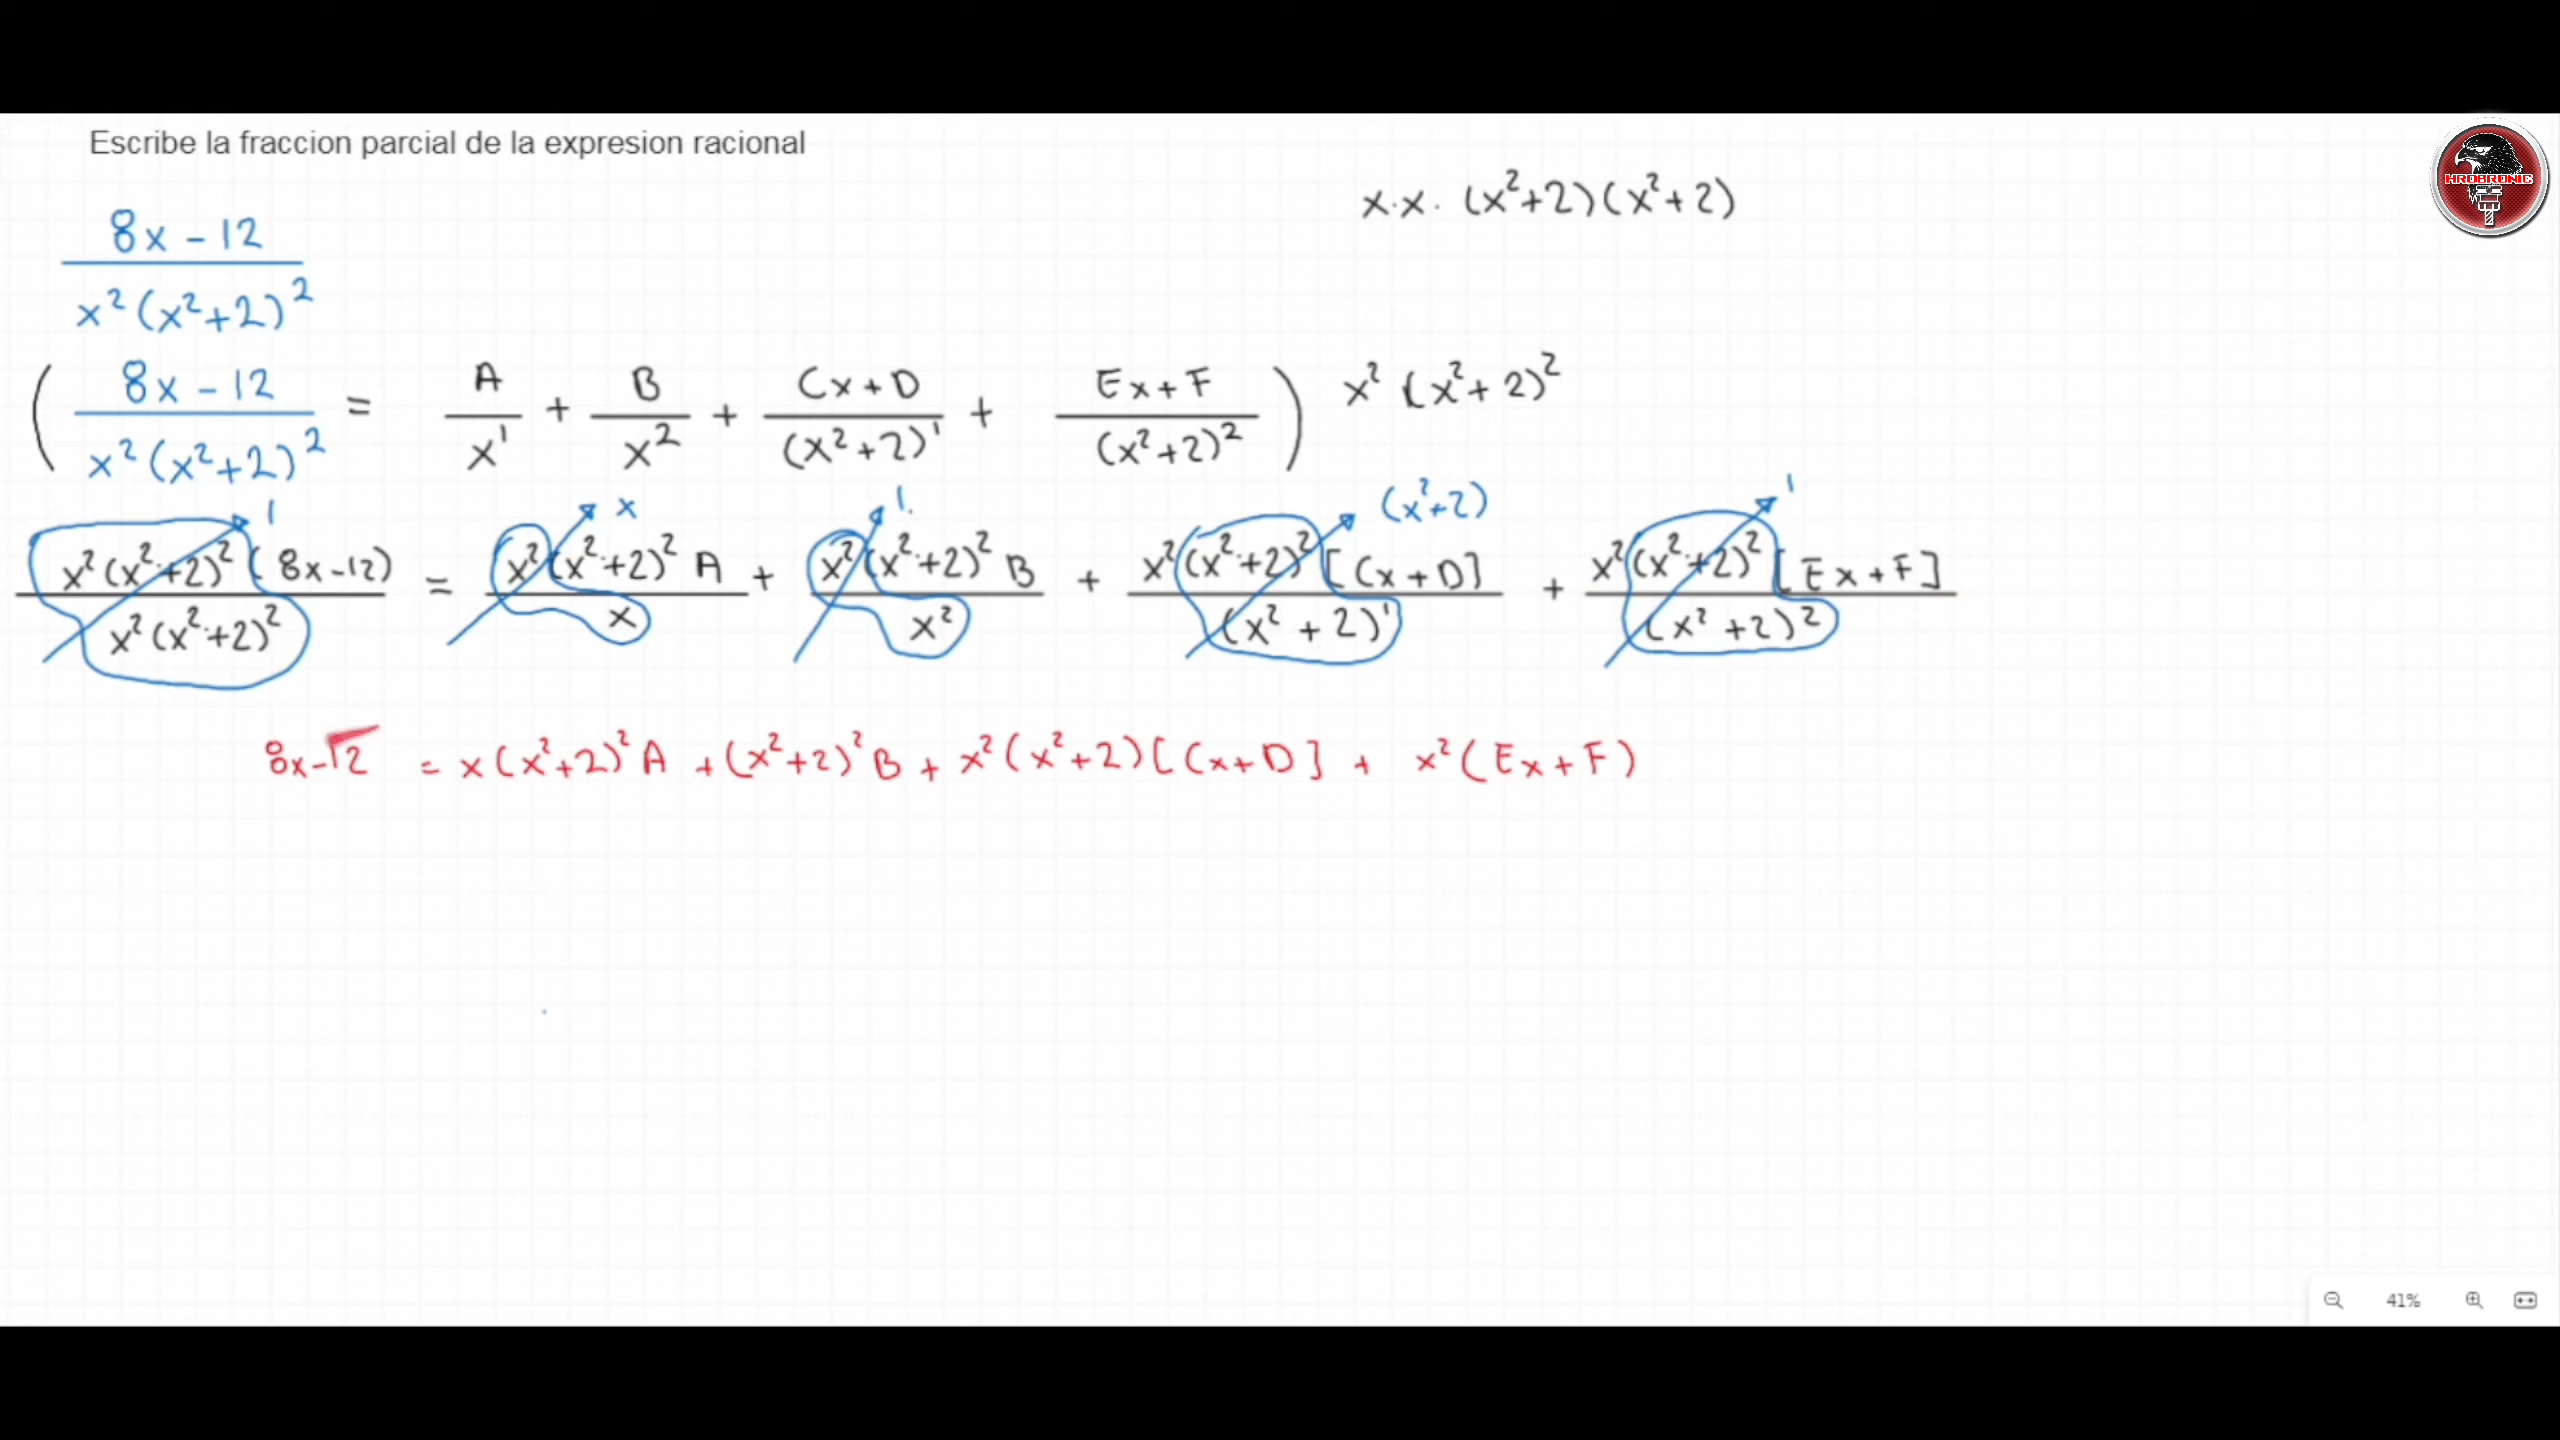 Escribe la fraccion parcial de la expresion racional
x·x· (x²+2)(x²+2)
HROBRONIC
8x - 12
x²(x²+2)²
( 8x - 12 / x²(x²+2)² = A / x¹ + B / x² + Cx+D / (x²+2)¹ + Ex+F / (x²+2)² ) x² (x²+2)²
1 x 1. (x²+2) 1
x²(x²+2)² (8x-12) / x²(x²+2)² = x²(x²+2)² A / x + x²(x²+2)² B / x² + x²(x²+2)² [Cx+D] / (x²+2)¹ + x²(x²+2)² [Ex+F] / (x²+2)²
8x-12 = x(x²+2)² A + (x²+2)² B + x²(x²+2)[Cx+D] + x²(Ex+F)
41%